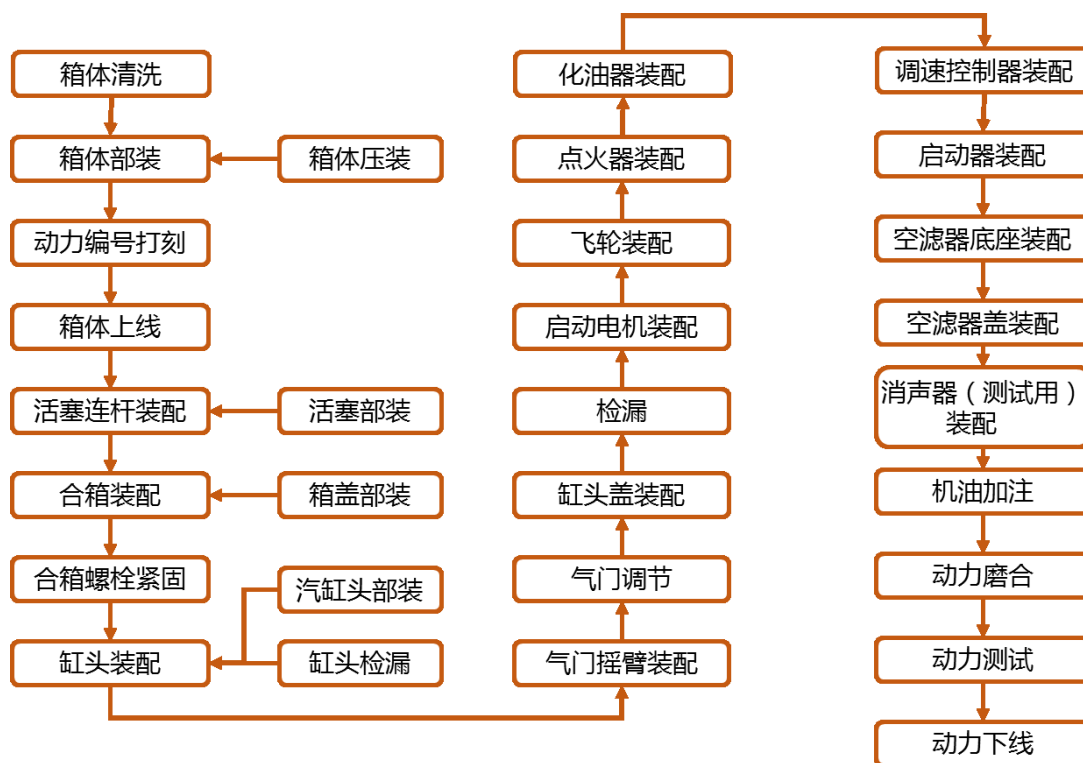 箱体清洗
箱体部装
箱体压装
动力编号打刻
箱体上线
活塞连杆装配
活塞部装
合箱装配
箱盖部装
合箱螺栓紧固
汽缸头部装
缸头装配
缸头检漏
气门摇臂装配
气门调节
缸头盖装配
检漏
启动电机装配
飞轮装配
点火器装配
化油器装配
调速控制器装配
启动器装配
空滤器底座装配
空滤器盖装配
消声器（测试用）
装配
机油加注
动力磨合
动力测试
动力下线